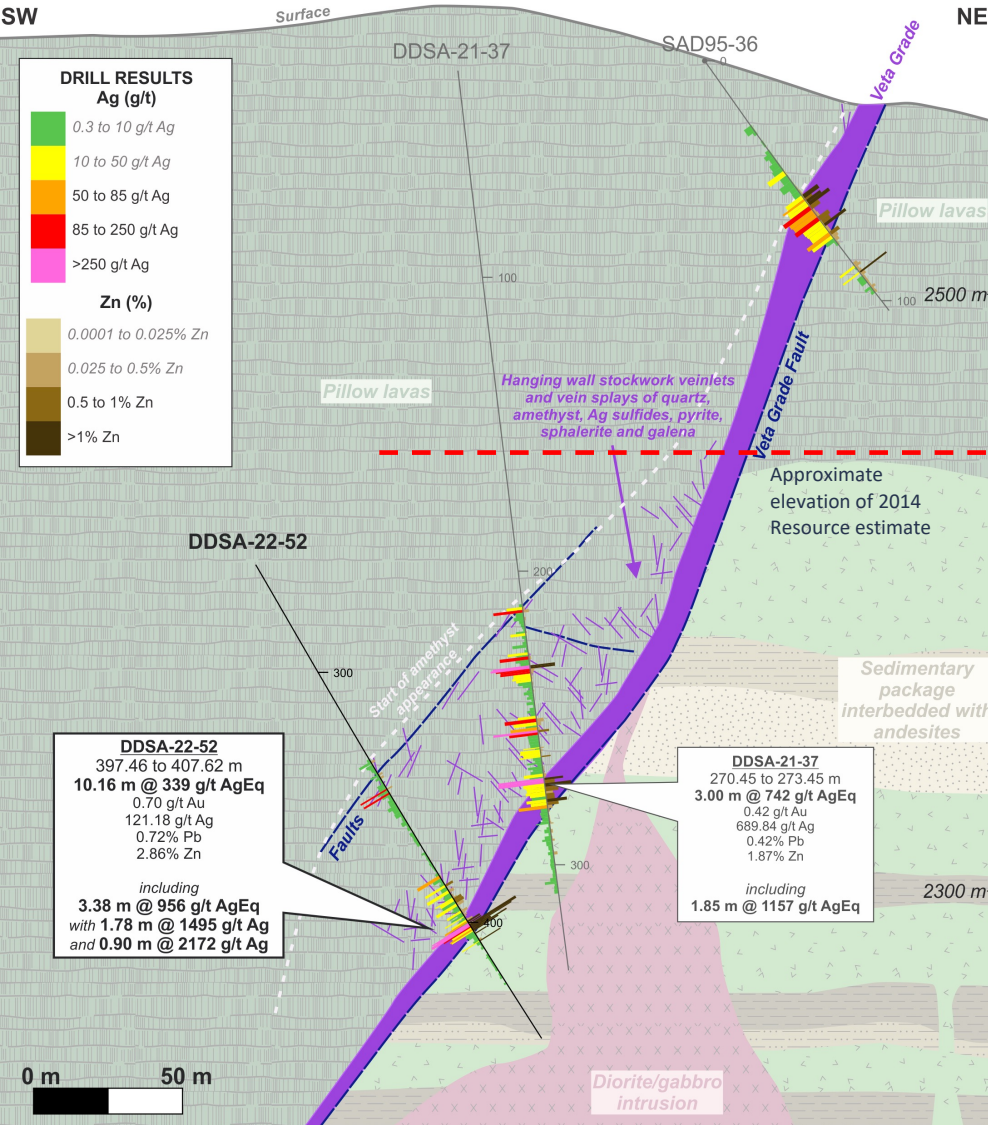 SW
Surface
NE
DDSA-21-37
SAD95-36
0
Veta Grade
DRILL RESULTS
Ag (g/t)
0.3 to 10 g/t Ag
10 to 50 g/t Ag
50 to 85 g/t Ag
85 to 250 g/t Ag
>250 g/t Ag
Zn (%)
0.0001 to 0.025% Zn
0.025 to 0.5% Zn
0.5 to 1% Zn
>1% Zn
Pillow lavas
100
100
2500 m
Pillow lavas
Hanging wall stockwork veinlets
and vein splays of quartz,
amethyst, Ag sulfides, pyrite,
sphalerite and galena
Veta Grade Fault
Approximate
elevation of 2014
Resource estimate
DDSA-22-52
200
300
Start of amethyst
appearance
Sedimentary
package
interbedded with
andesites
DDSA-22-52
397.46 to 407.62 m
10.16 m @ 339 g/t AgEq
0.70 g/t Au
121.18 g/t Ag
0.72% Pb
2.86% Zn
including
3.38 m @ 956 g/t AgEq
with 1.78 m @ 1495 g/t Ag
and 0.90 m @ 2172 g/t Ag
Faults
DDSA-21-37
270.45 to 273.45 m
3.00 m @ 742 g/t AgEq
0.42 g/t Au
689.84 g/t Ag
0.42% Pb
1.87% Zn
including
1.85 m @ 1157 g/t AgEq
300
2300 m
400
0 m
50 m
Diorite/gabbro
intrusion